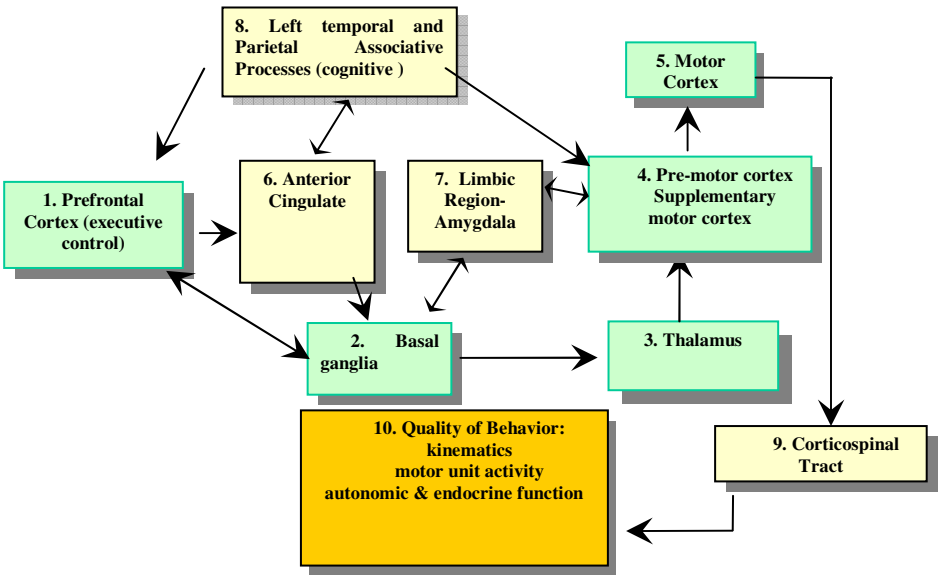 8. Left temporal and
Parietal Associative
Processes (cognitive )
5. Motor
Cortex
1. Prefrontal
Cortex (executive
control)
6. Anterior
Cingulate
7. Limbic
Region-
Amygdala
4. Pre-motor cortex
Supplementary
motor cortex
2. Basal
ganglia
3. Thalamus
10. Quality of Behavior:
kinematics
motor unit activity
autonomic & endocrine function
9. Corticospinal
Tract